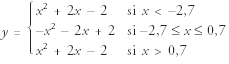 y = { x² + 2x − 2 si x < −2,7
−x² − 2x + 2 si −2,7 ≤ x ≤ 0,7
x² + 2x − 2 si x > 0,7